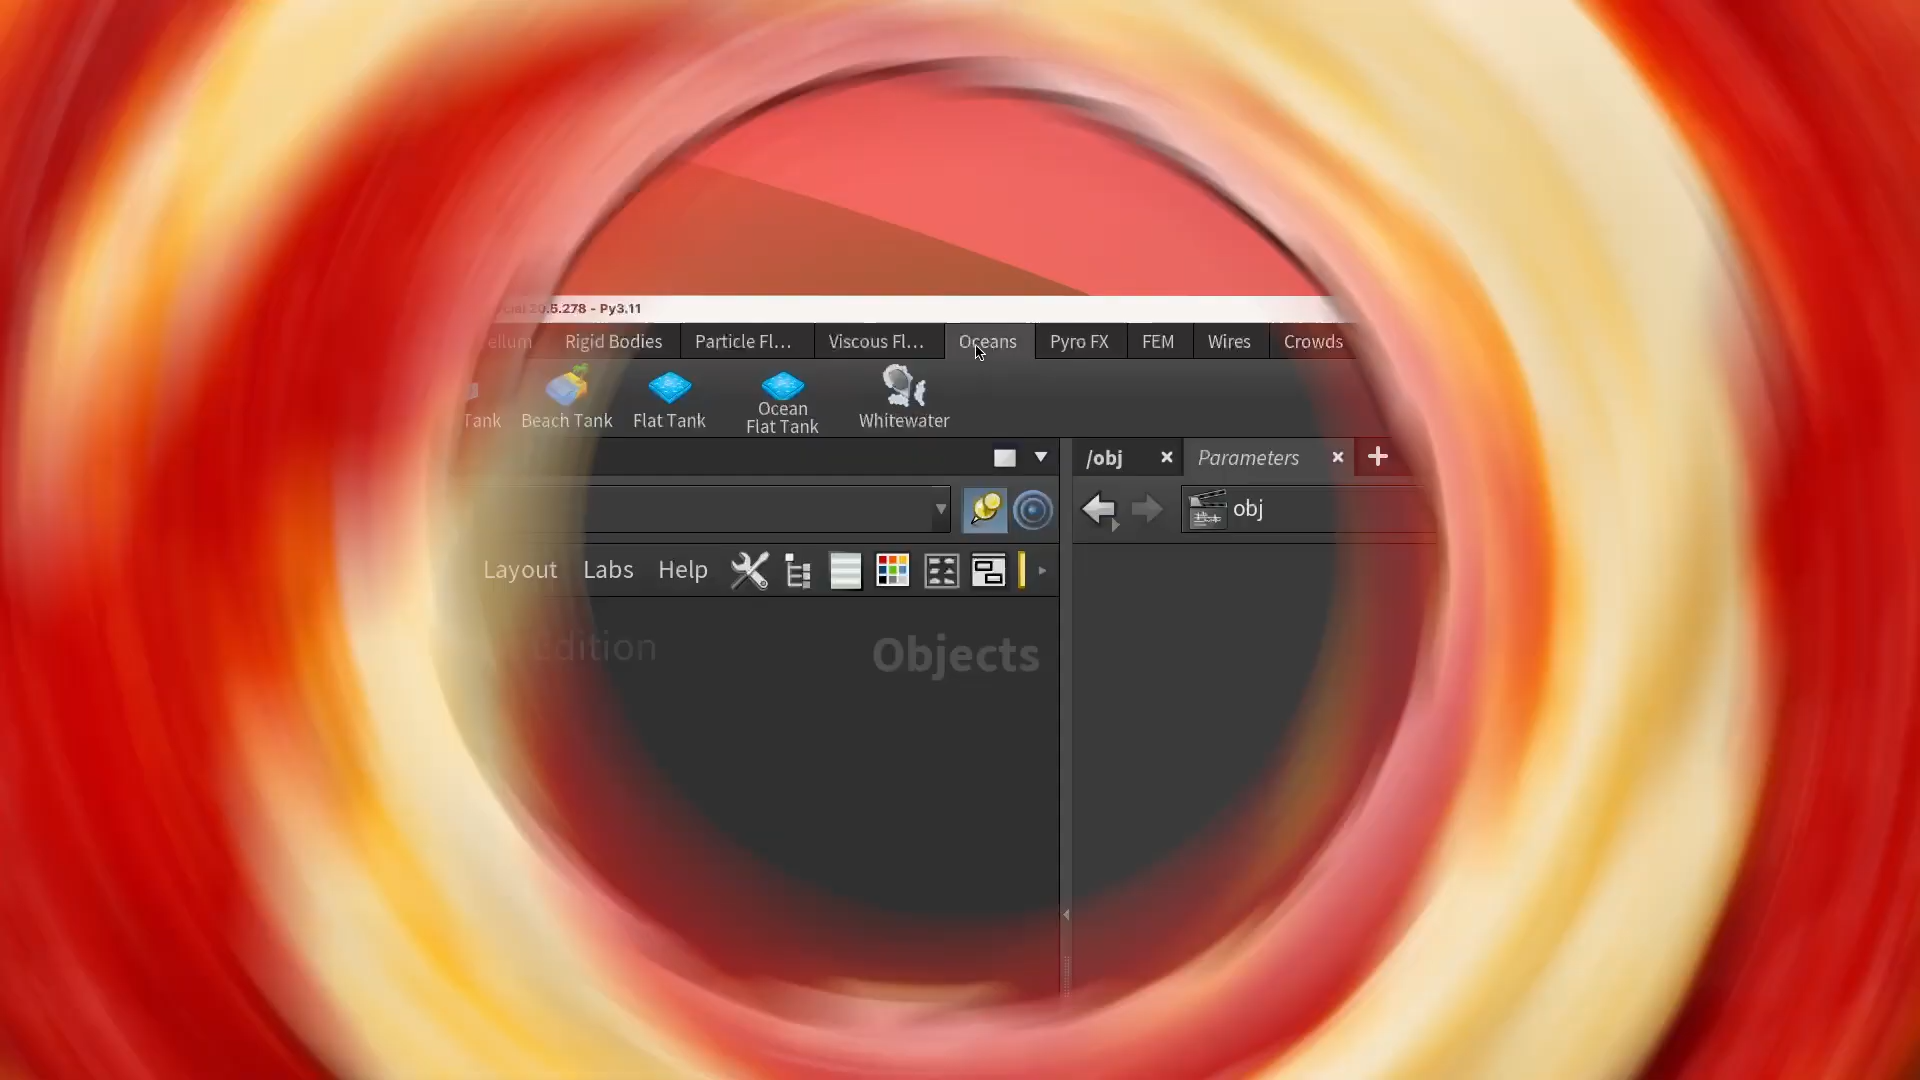 20.5.278 - Py3.11
Rigid Bodies Particle Fl... Viscous Fl... Oceans Pyro FX FEM Wires Crowds
Tank Beach Tank Flat Tank Ocean Flat Tank Whitewater
/obj Parameters
obj
Layout Labs Help
Edition Objects